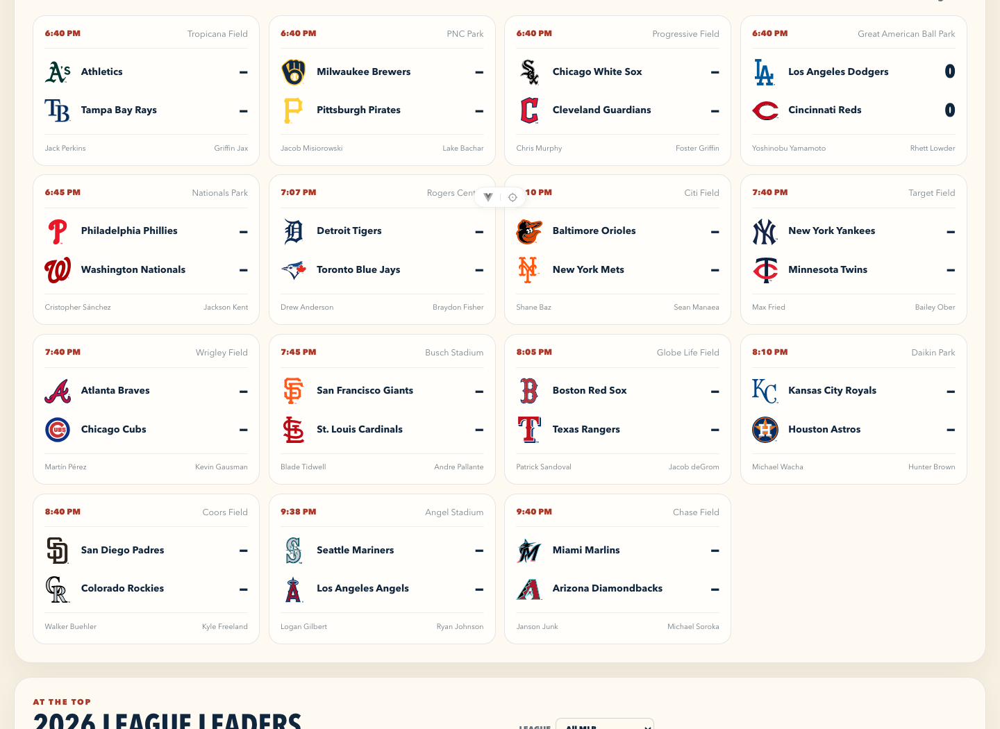 6:40 PM Tropicana Field
Athletics –
Tampa Bay Rays –
Jack Perkins Griffin Jax
6:40 PM PNC Park
Milwaukee Brewers –
Pittsburgh Pirates –
Jacob Misiorowski Lake Bachar
6:40 PM Progressive Field
Chicago White Sox –
Cleveland Guardians –
Chris Murphy Foster Griffin
6:40 PM Great American Ball Park
Los Angeles Dodgers 0
Cincinnati Reds 0
Yoshinobu Yamamoto Rhett Lowder
6:45 PM Nationals Park
Philadelphia Phillies –
Washington Nationals –
Cristopher Sánchez Jackson Kent
7:07 PM Rogers
Detroit Tigers –
Toronto Blue Jays –
Drew Anderson Braydon Fisher
10 PM Citi Field
Baltimore Orioles –
New York Mets –
Shane Baz Sean Manaea
7:40 PM Target Field
New York Yankees –
Minnesota Twins –
Max Fried Bailey Ober
7:40 PM Wrigley Field
Atlanta Braves –
Chicago Cubs –
Martín Pérez Kevin Gausman
7:45 PM Busch Stadium
San Francisco Giants –
St. Louis Cardinals –
Blade Tidwell Andre Pallante
8:05 PM Globe Life Field
Boston Red Sox –
Texas Rangers –
Patrick Sandoval Jacob deGrom
8:10 PM Daikin Park
Kansas City Royals –
Houston Astros –
Michael Wacha Hunter Brown
8:40 PM Coors Field
San Diego Padres –
Colorado Rockies –
Walker Buehler Kyle Freeland
9:38 PM Angel Stadium
Seattle Mariners –
Los Angeles Angels –
Logan Gilbert Ryan Johnson
9:40 PM Chase Field
Miami Marlins –
Arizona Diamondbacks –
Janson Junk Michael Soroka
AT THE TOP
2026 LEAGUE LEADERS
LEAGUE All MLB